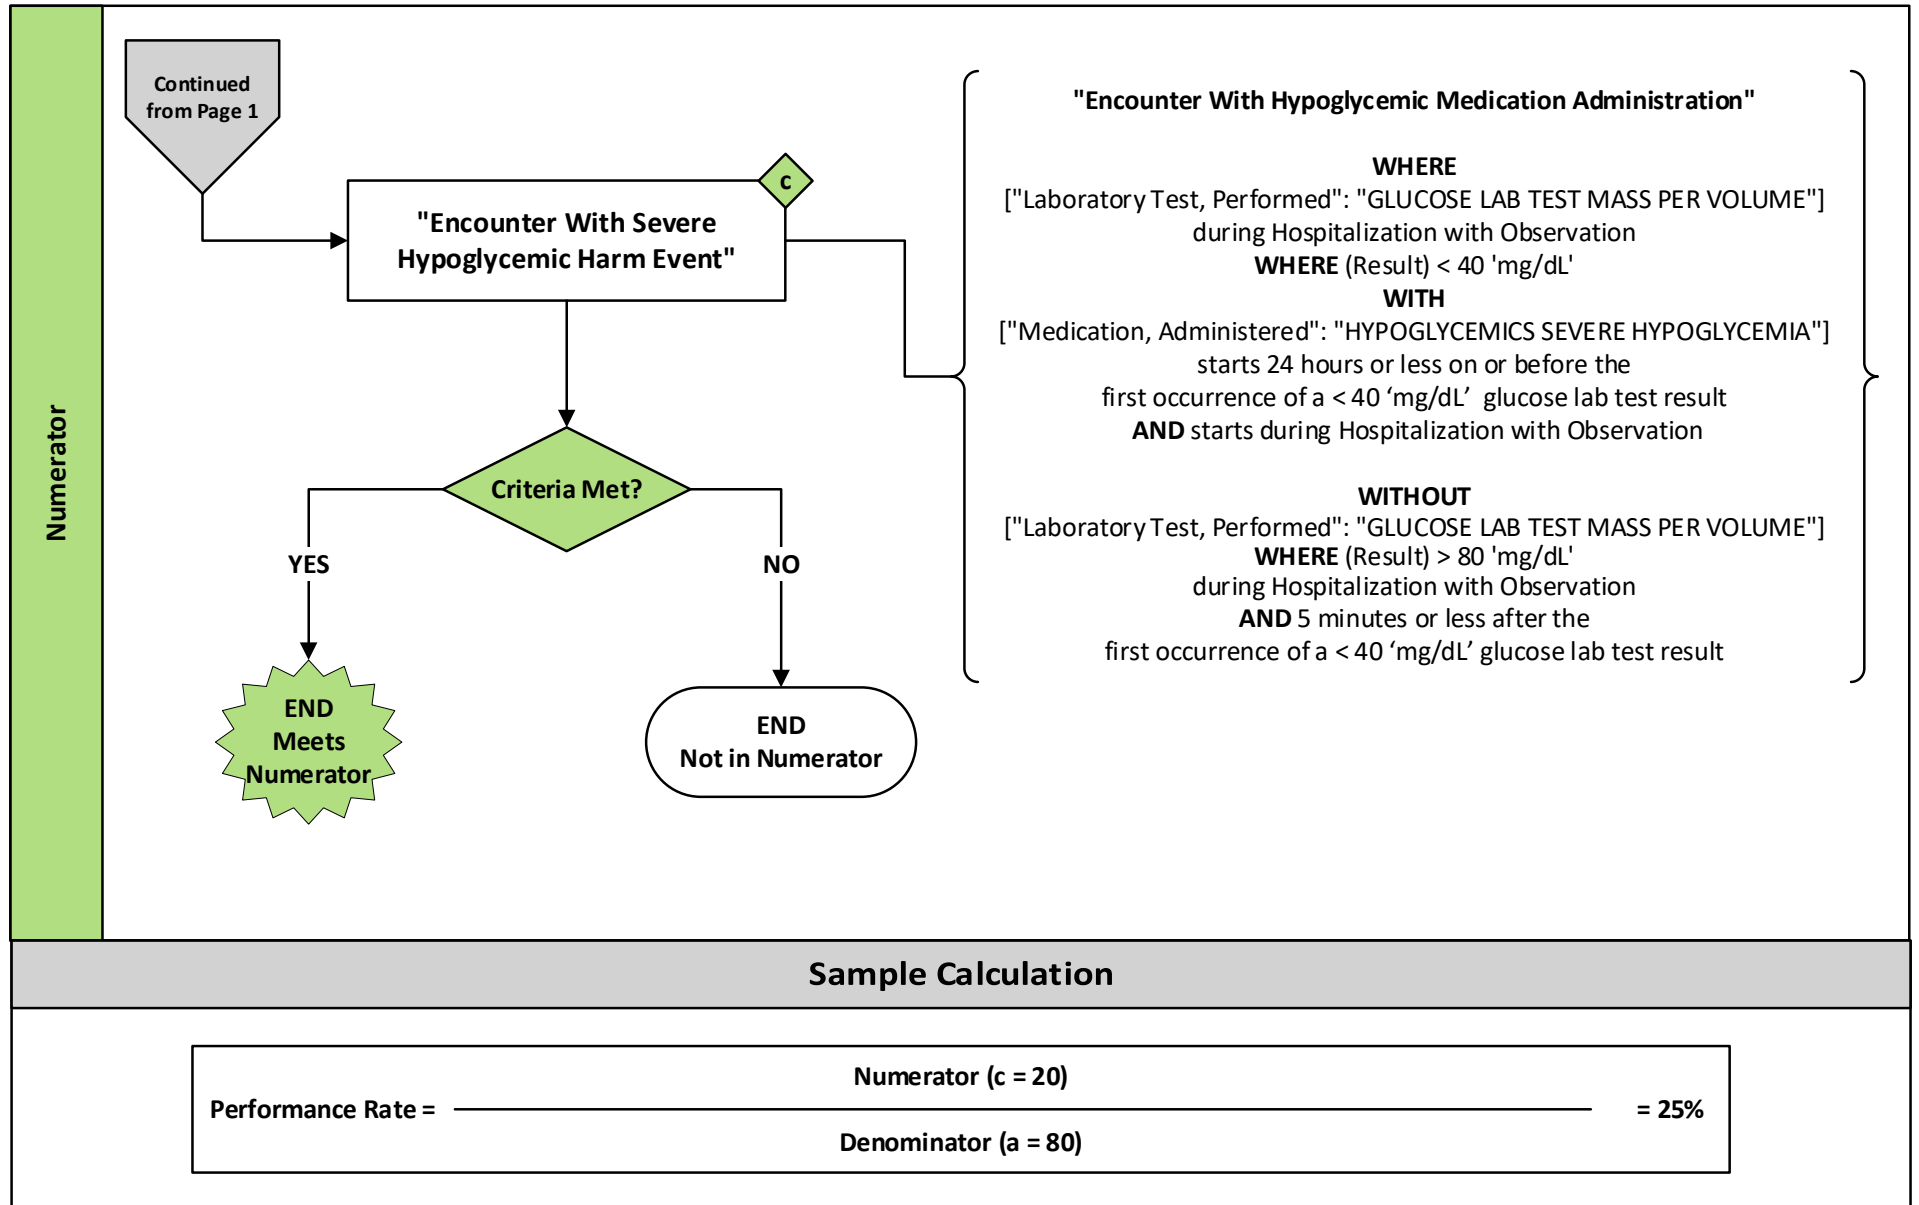 Numerator
Continued
from Page 1
c
"Encounter With Severe
Hypoglycemic Harm Event"
Criteria Met?
YES
NO
END
Meets
Numerator
END
Not in Numerator
"Encounter With Hypoglycemic Medication Administration"
WHERE
["Laboratory Test, Performed": "GLUCOSE LAB TEST MASS PER VOLUME"]
during Hospitalization with Observation
WHERE (Result) < 40 'mg/dL'
WITH
["Medication, Administered": "HYPOGLYCEMICS SEVERE HYPOGLYCEMIA"]
starts 24 hours or less on or before the
first occurrence of a < 40 ‘mg/dL’ glucose lab test result
AND starts during Hospitalization with Observation
WITHOUT
["Laboratory Test, Performed": "GLUCOSE LAB TEST MASS PER VOLUME"]
WHERE (Result) > 80 'mg/dL'
during Hospitalization with Observation
AND 5 minutes or less after the
first occurrence of a < 40 ‘mg/dL’ glucose lab test result
Sample Calculation
Numerator (c = 20)
Performance Rate = = 25%
Denominator (a = 80)